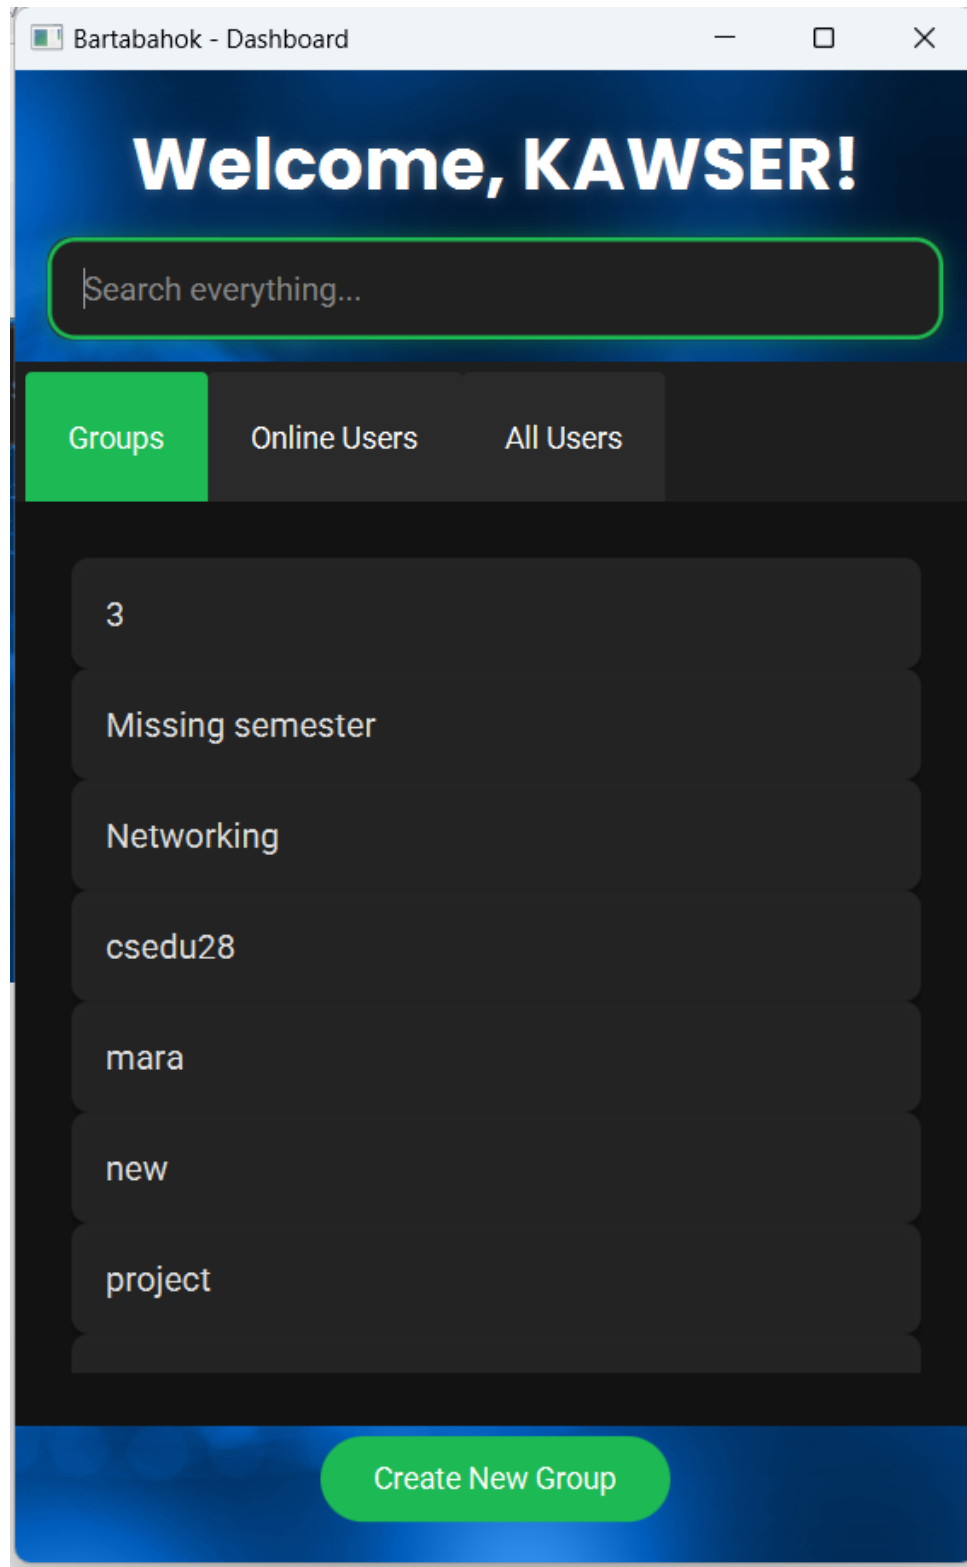 Bartabahok - Dashboard
Welcome, KAWSER!
Search everything...
Groups Online Users All Users
3
Missing semester
Networking
csedu28
mara
new
project
Create New Group